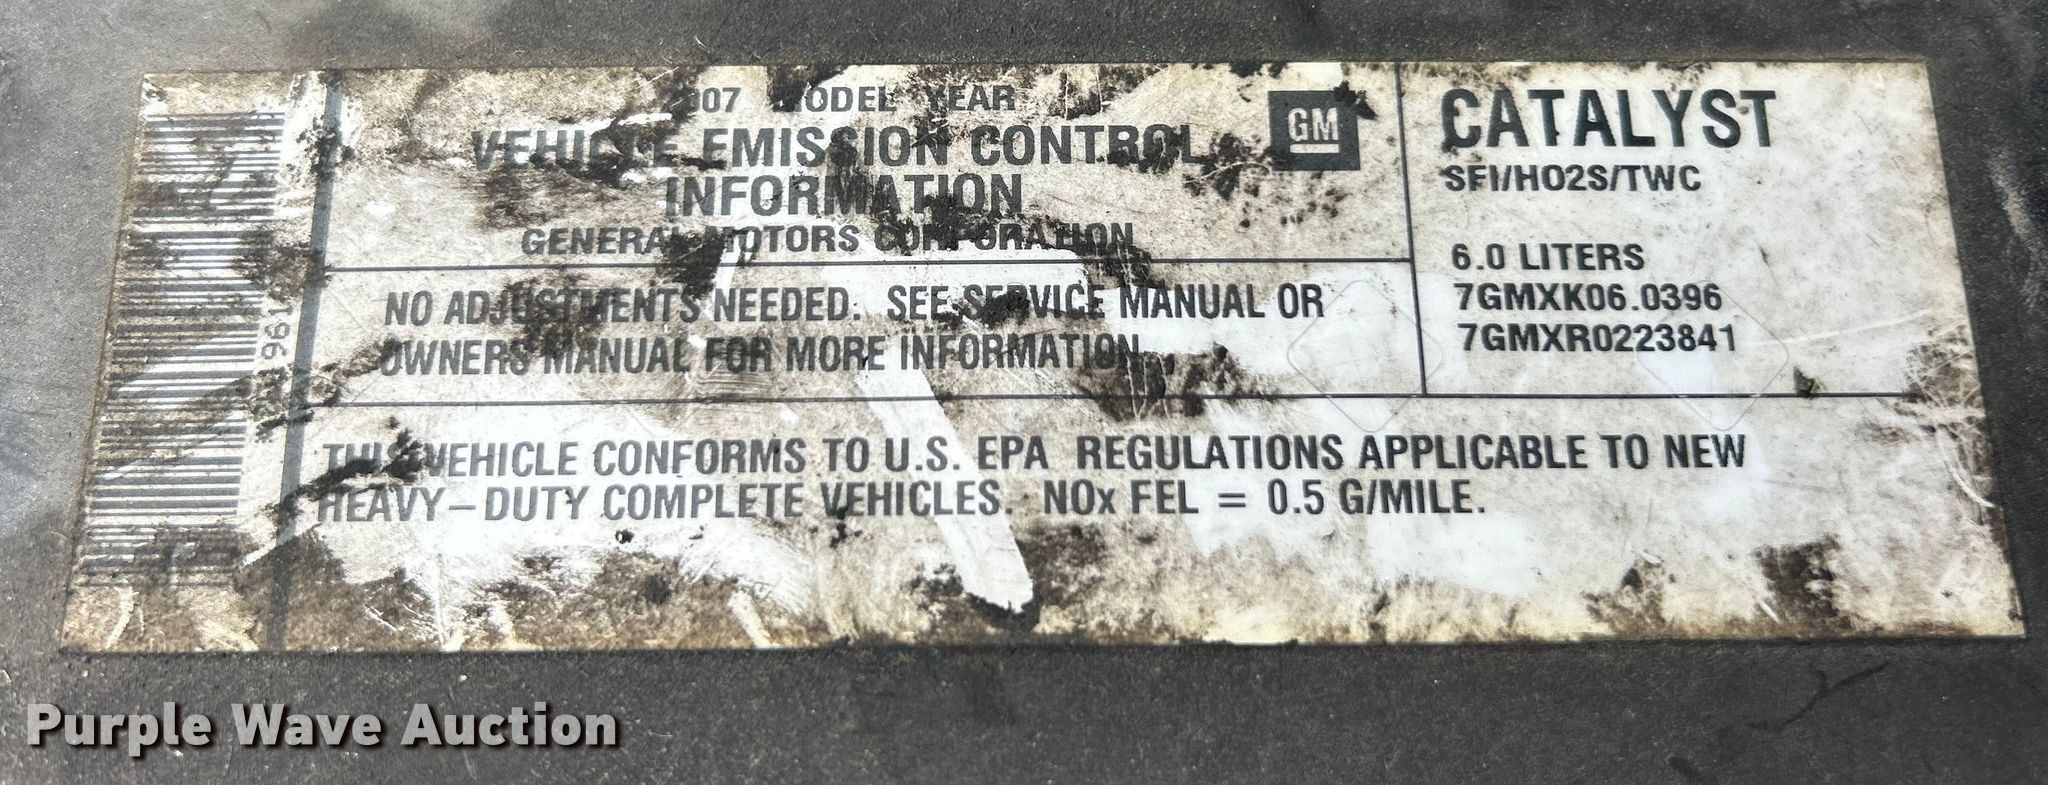 2007 MODEL YEAR
VEHICLE EMISSION CONTROL
INFORMATION
GENERAL MOTORS CORPORATION
GM
NO ADJUSTMENTS NEEDED. SEE SERVICE MANUAL OR
OWNERS MANUAL FOR MORE INFORMATION.
CATALYST
SFI/HO2S/TWC
6.0 LITERS
7GMXK06.0396
7GMXR0223841
THIS VEHICLE CONFORMS TO U.S. EPA REGULATIONS APPLICABLE TO NEW
HEAVY-DUTY COMPLETE VEHICLES. NOx FEL = 0.5 G/MILE.
Purple Wave Auction